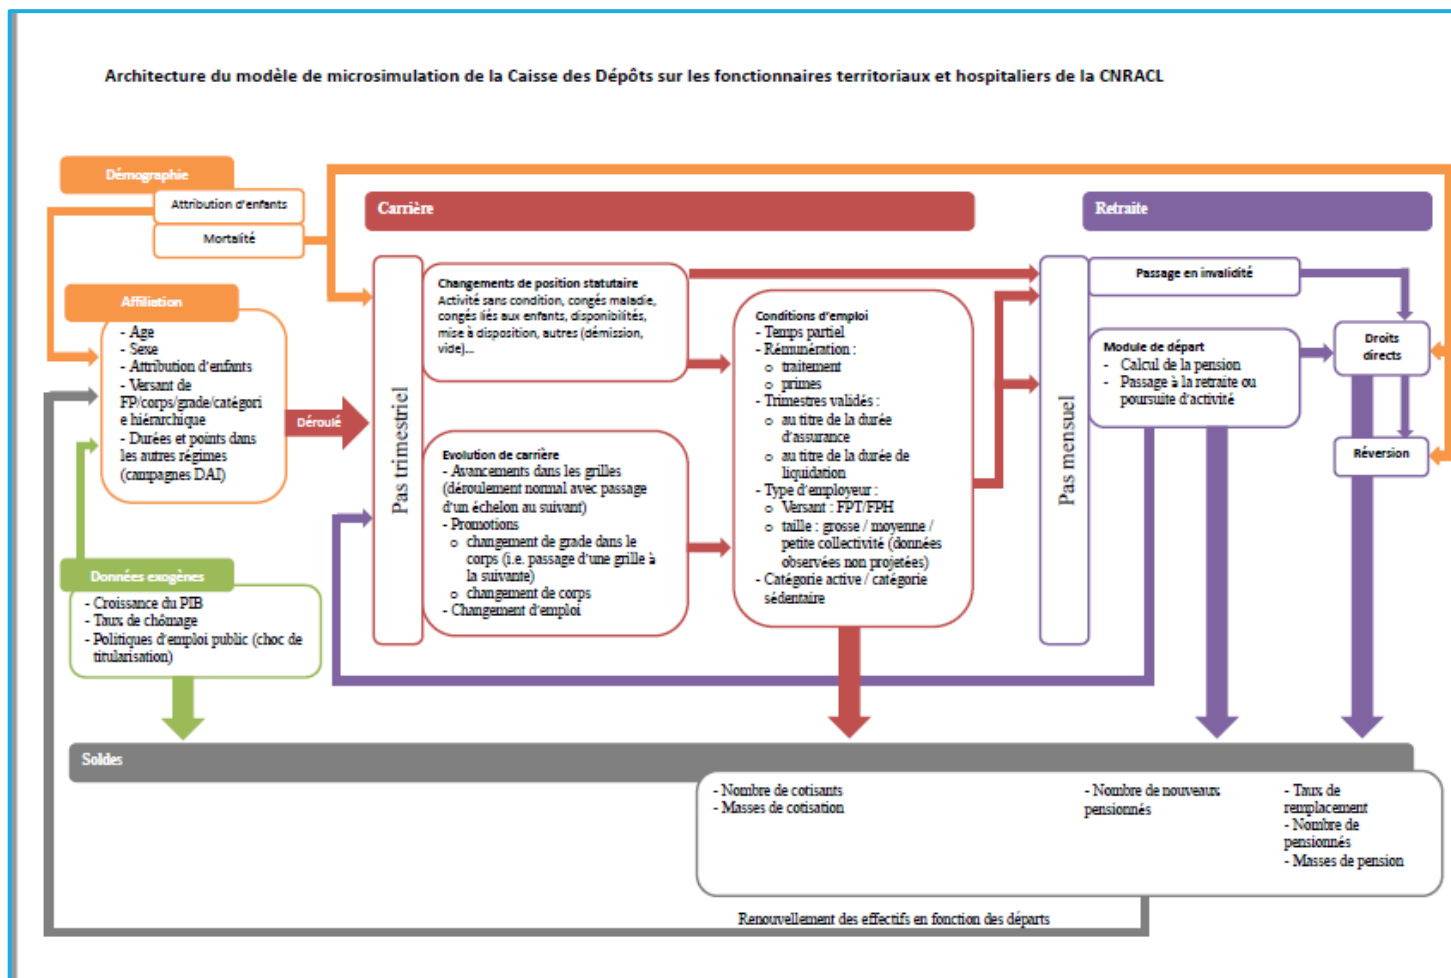 Architecture du modèle de microsimulation de la Caisse des Dépôts sur les fonctionnaires territoriaux et hospitaliers de la CNRACL
Démographie
Attribution d'enfants
Mortalité
Affiliation
- Age
- Sexe
- Attribution d'enfants
- Versant de
FP/corps/grade/catégori
e hiérarchique
- Durées et points dans
les autres régimes
(campagnes DAI)
Données exogènes
- Croissance du PIB
- Taux de chômage
- Politiques d'emploi public (choc de
titularisation)
Déroulé
Carrière
Pas trimestriel
Changements de position statutaire
Activité sans condition, congés maladie,
congés liés aux enfants, disponibilités,
mise à disposition, autres (démission,
vide)...
Evolution de carrière
- Avancements dans les grilles
(déroulement normal avec passage
d'un échelon au suivant)
- Promotions
o changement de grade dans le
corps (i.e. passage d'une grille à
la suivante)
o changement de corps
- Changement d'emploi
Conditions d'emploi
- Temps partiel
- Rémunération :
o traitement
o primes
- Trimestres validés :
o au titre de la durée
d'assurance
o au titre de la durée de
liquidation
- Type d'employeur :
o Versant : FPT/FPH
o taille : grosse / moyenne /
petite collectivité (données
observées non projetées)
- Catégorie active / catégorie
sédentaire
Retraite
Pas mensuel
Passage en invalidité
Module de départ
- Calcul de la pension
- Passage à la retraite ou
poursuite d'activité
Droits
directs
Réversion
Soldes
- Nombre de cotisants
- Masses de cotisation
- Nombre de nouveaux
pensionnés
- Taux de
remplacement
- Nombre de
pensionnés
- Masses de pension
Renouvellement des effectifs en fonction des départs